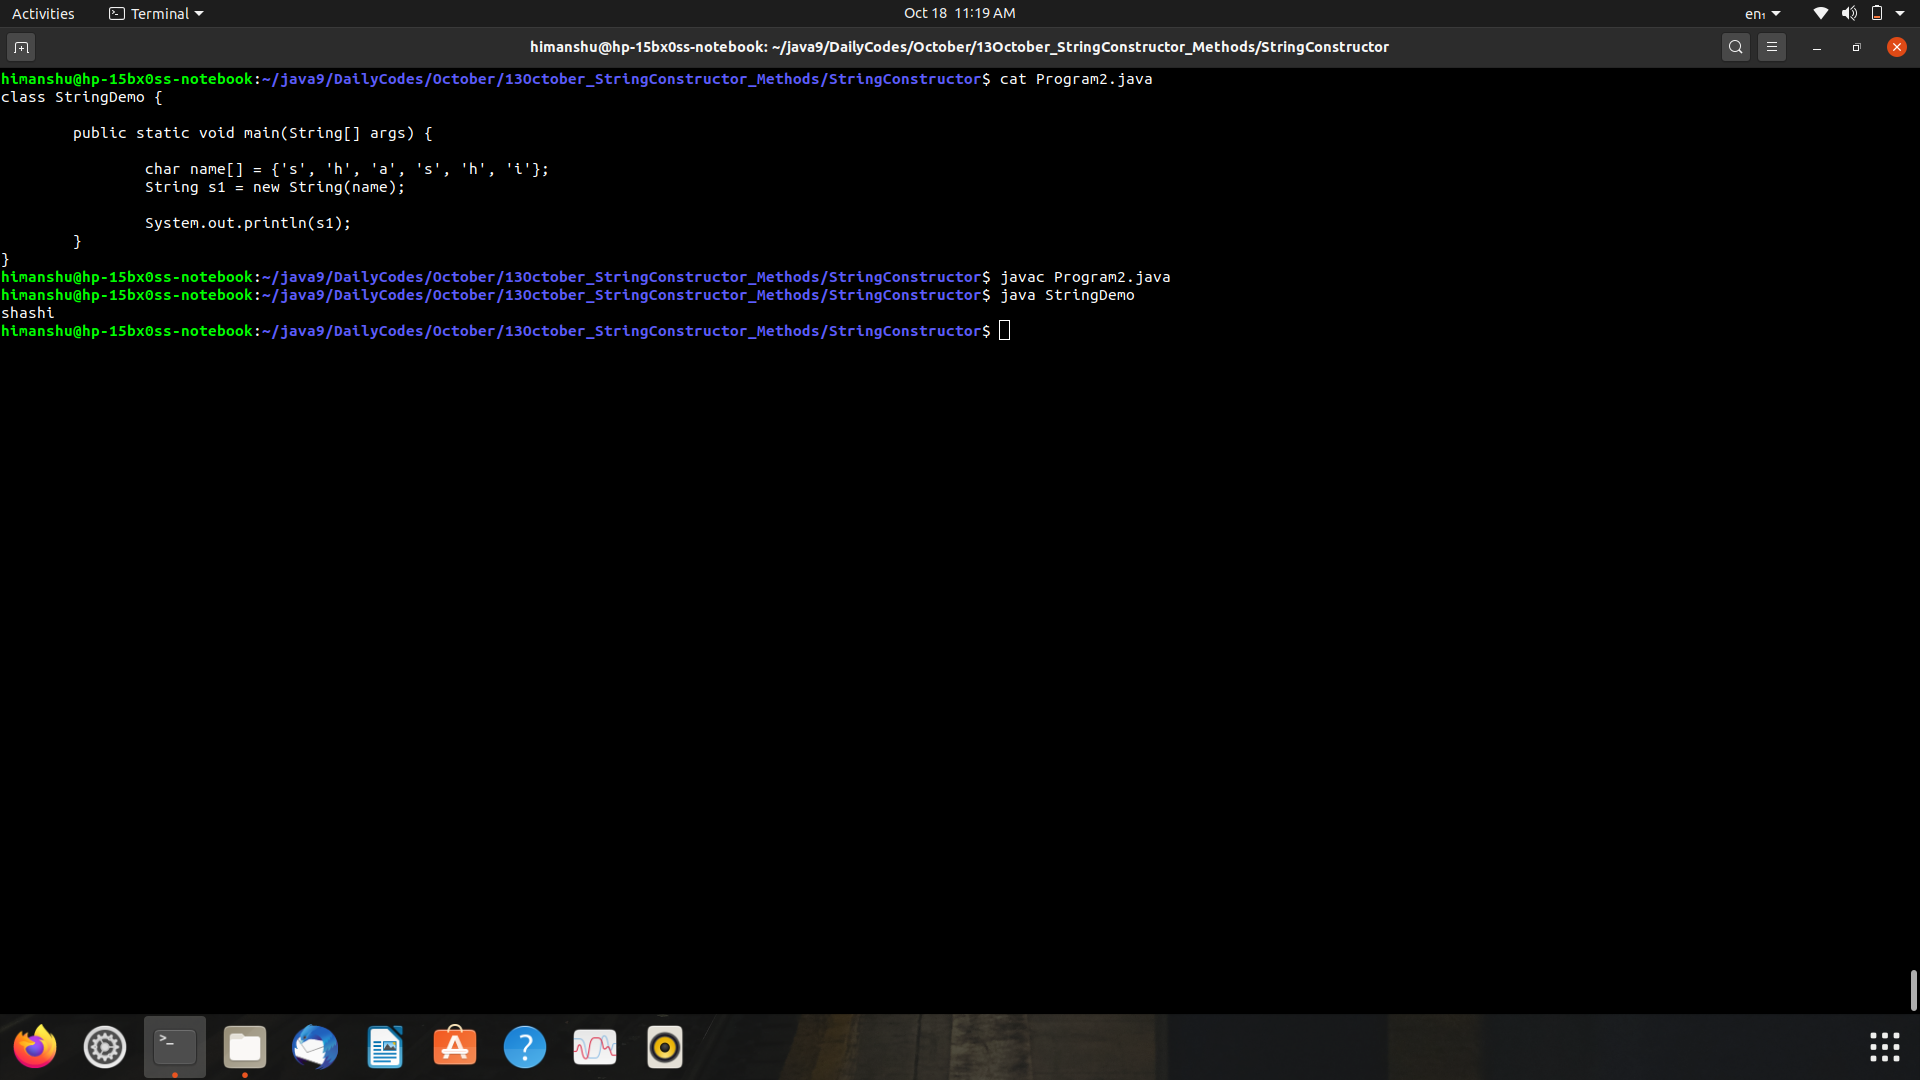 Activities Terminal Oct 18 11:19 AM en₁
himanshu@hp-15bx0ss-notebook: ~/java9/DailyCodes/October/13October_StringConstructor_Methods/StringConstructor
himanshu@hp-15bx0ss-notebook:~/java9/DailyCodes/October/13October_StringConstructor_Methods/StringConstructor$ cat Program2.java
class StringDemo {
public static void main(String[] args) {
char name[] = {'s', 'h', 'a', 's', 'h', 'i'};
String s1 = new String(name);
System.out.println(s1);
}
}
himanshu@hp-15bx0ss-notebook:~/java9/DailyCodes/October/13October_StringConstructor_Methods/StringConstructor$ javac Program2.java
himanshu@hp-15bx0ss-notebook:~/java9/DailyCodes/October/13October_StringConstructor_Methods/StringConstructor$ java StringDemo
shashi
himanshu@hp-15bx0ss-notebook:~/java9/DailyCodes/October/13October_StringConstructor_Methods/StringConstructor$